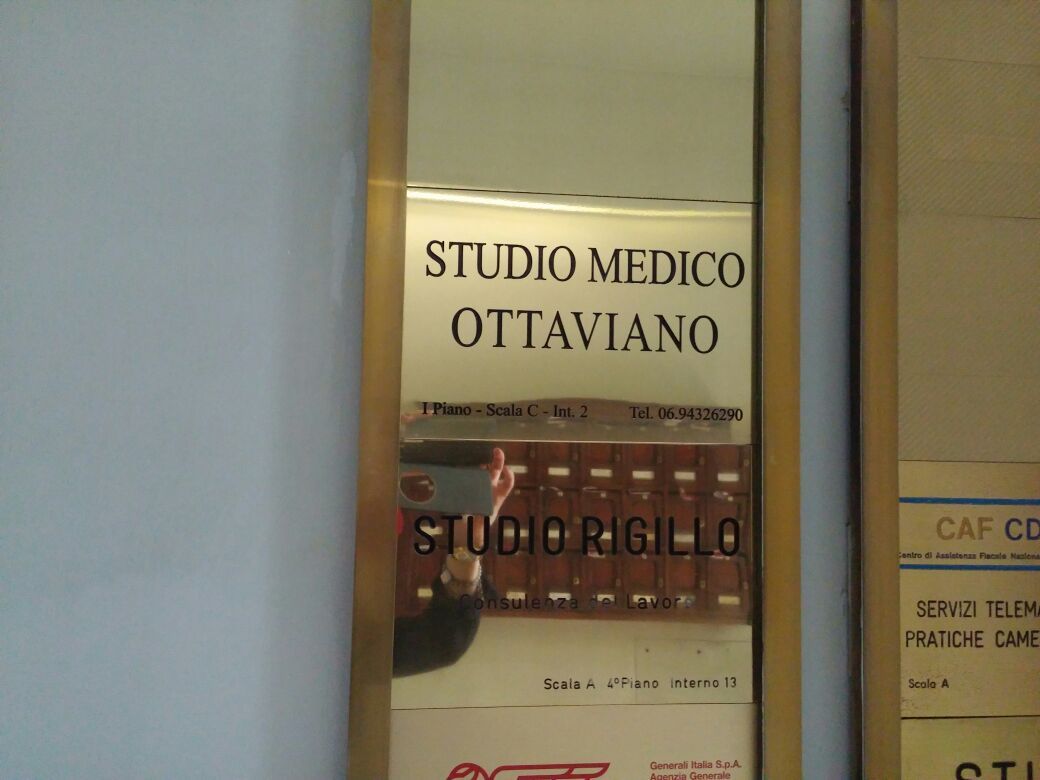 STUDIO MEDICO
OTTAVIANO
I Piano - Scala C - Int. 2 Tel. 06.94326290
STUDIO RIGILLO
Consulenza del Lavoro
Scala A 4° Piano Interno 13
Generali Italia S.p.A.
Agenzia Generale
CAF CD
Centro di Assistenza Fiscale Naziona
SERVIZI TELEMA
PRATICHE CAME
Scala A